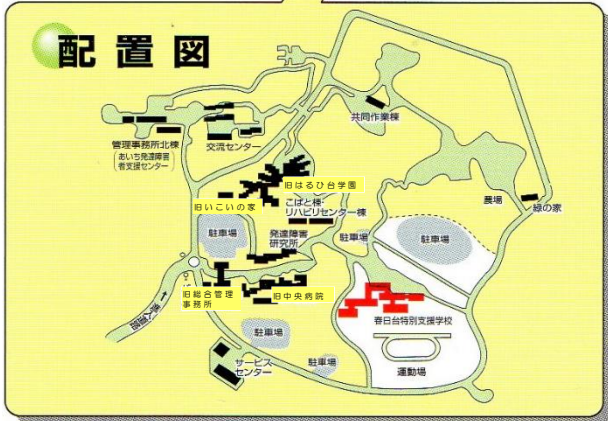 配置図
共同作業棟
管理事務所北棟
あいち発達障害
者支援センター
交流センター
旧はるひ台学園
こばと棟・
リハビリセンター棟
旧いこいの家
農場
緑の家
駐車場
発達障害
研究所
駐車場
駐車場
旧総合管理
事務所
旧中央病院
春日台特別支援学校
駐車場
サービス
センター
駐車場
運動場